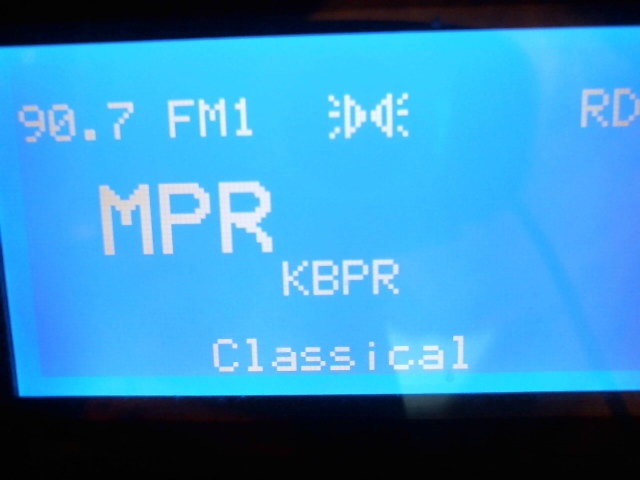 90.7 FM1 RD
MPR
KBPR
Classical